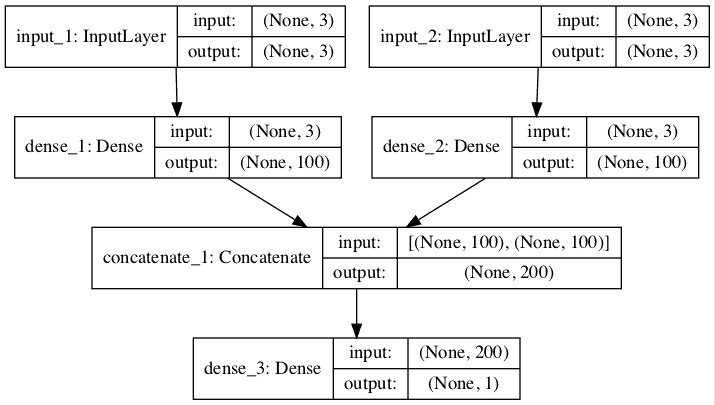 input_1: InputLayer
input: (None, 3)
output: (None, 3)
input_2: InputLayer
input: (None, 3)
output: (None, 3)
dense_1: Dense
input: (None, 3)
output: (None, 100)
dense_2: Dense
input: (None, 3)
output: (None, 100)
concatenate_1: Concatenate
input: [(None, 100), (None, 100)]
output: (None, 200)
dense_3: Dense
input: (None, 200)
output: (None, 1)